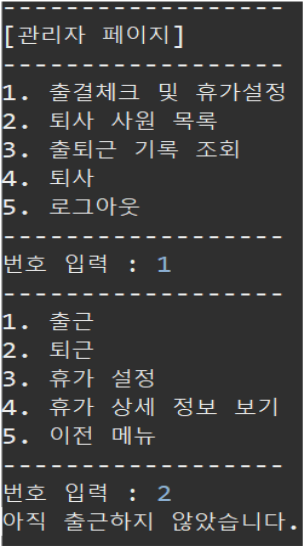 ------------------
[관리자 페이지]
------------------
1. 출결체크 및 휴가설정
2. 퇴사 사원 목록
3. 출퇴근 기록 조회
4. 퇴사
5. 로그아웃
------------------
번호 입력 : 1
------------------
1. 출근
2. 퇴근
3. 휴가 설정
4. 휴가 상세 정보 보기
5. 이전 메뉴
------------------
번호 입력 : 2
아직 출근하지 않았습니다.